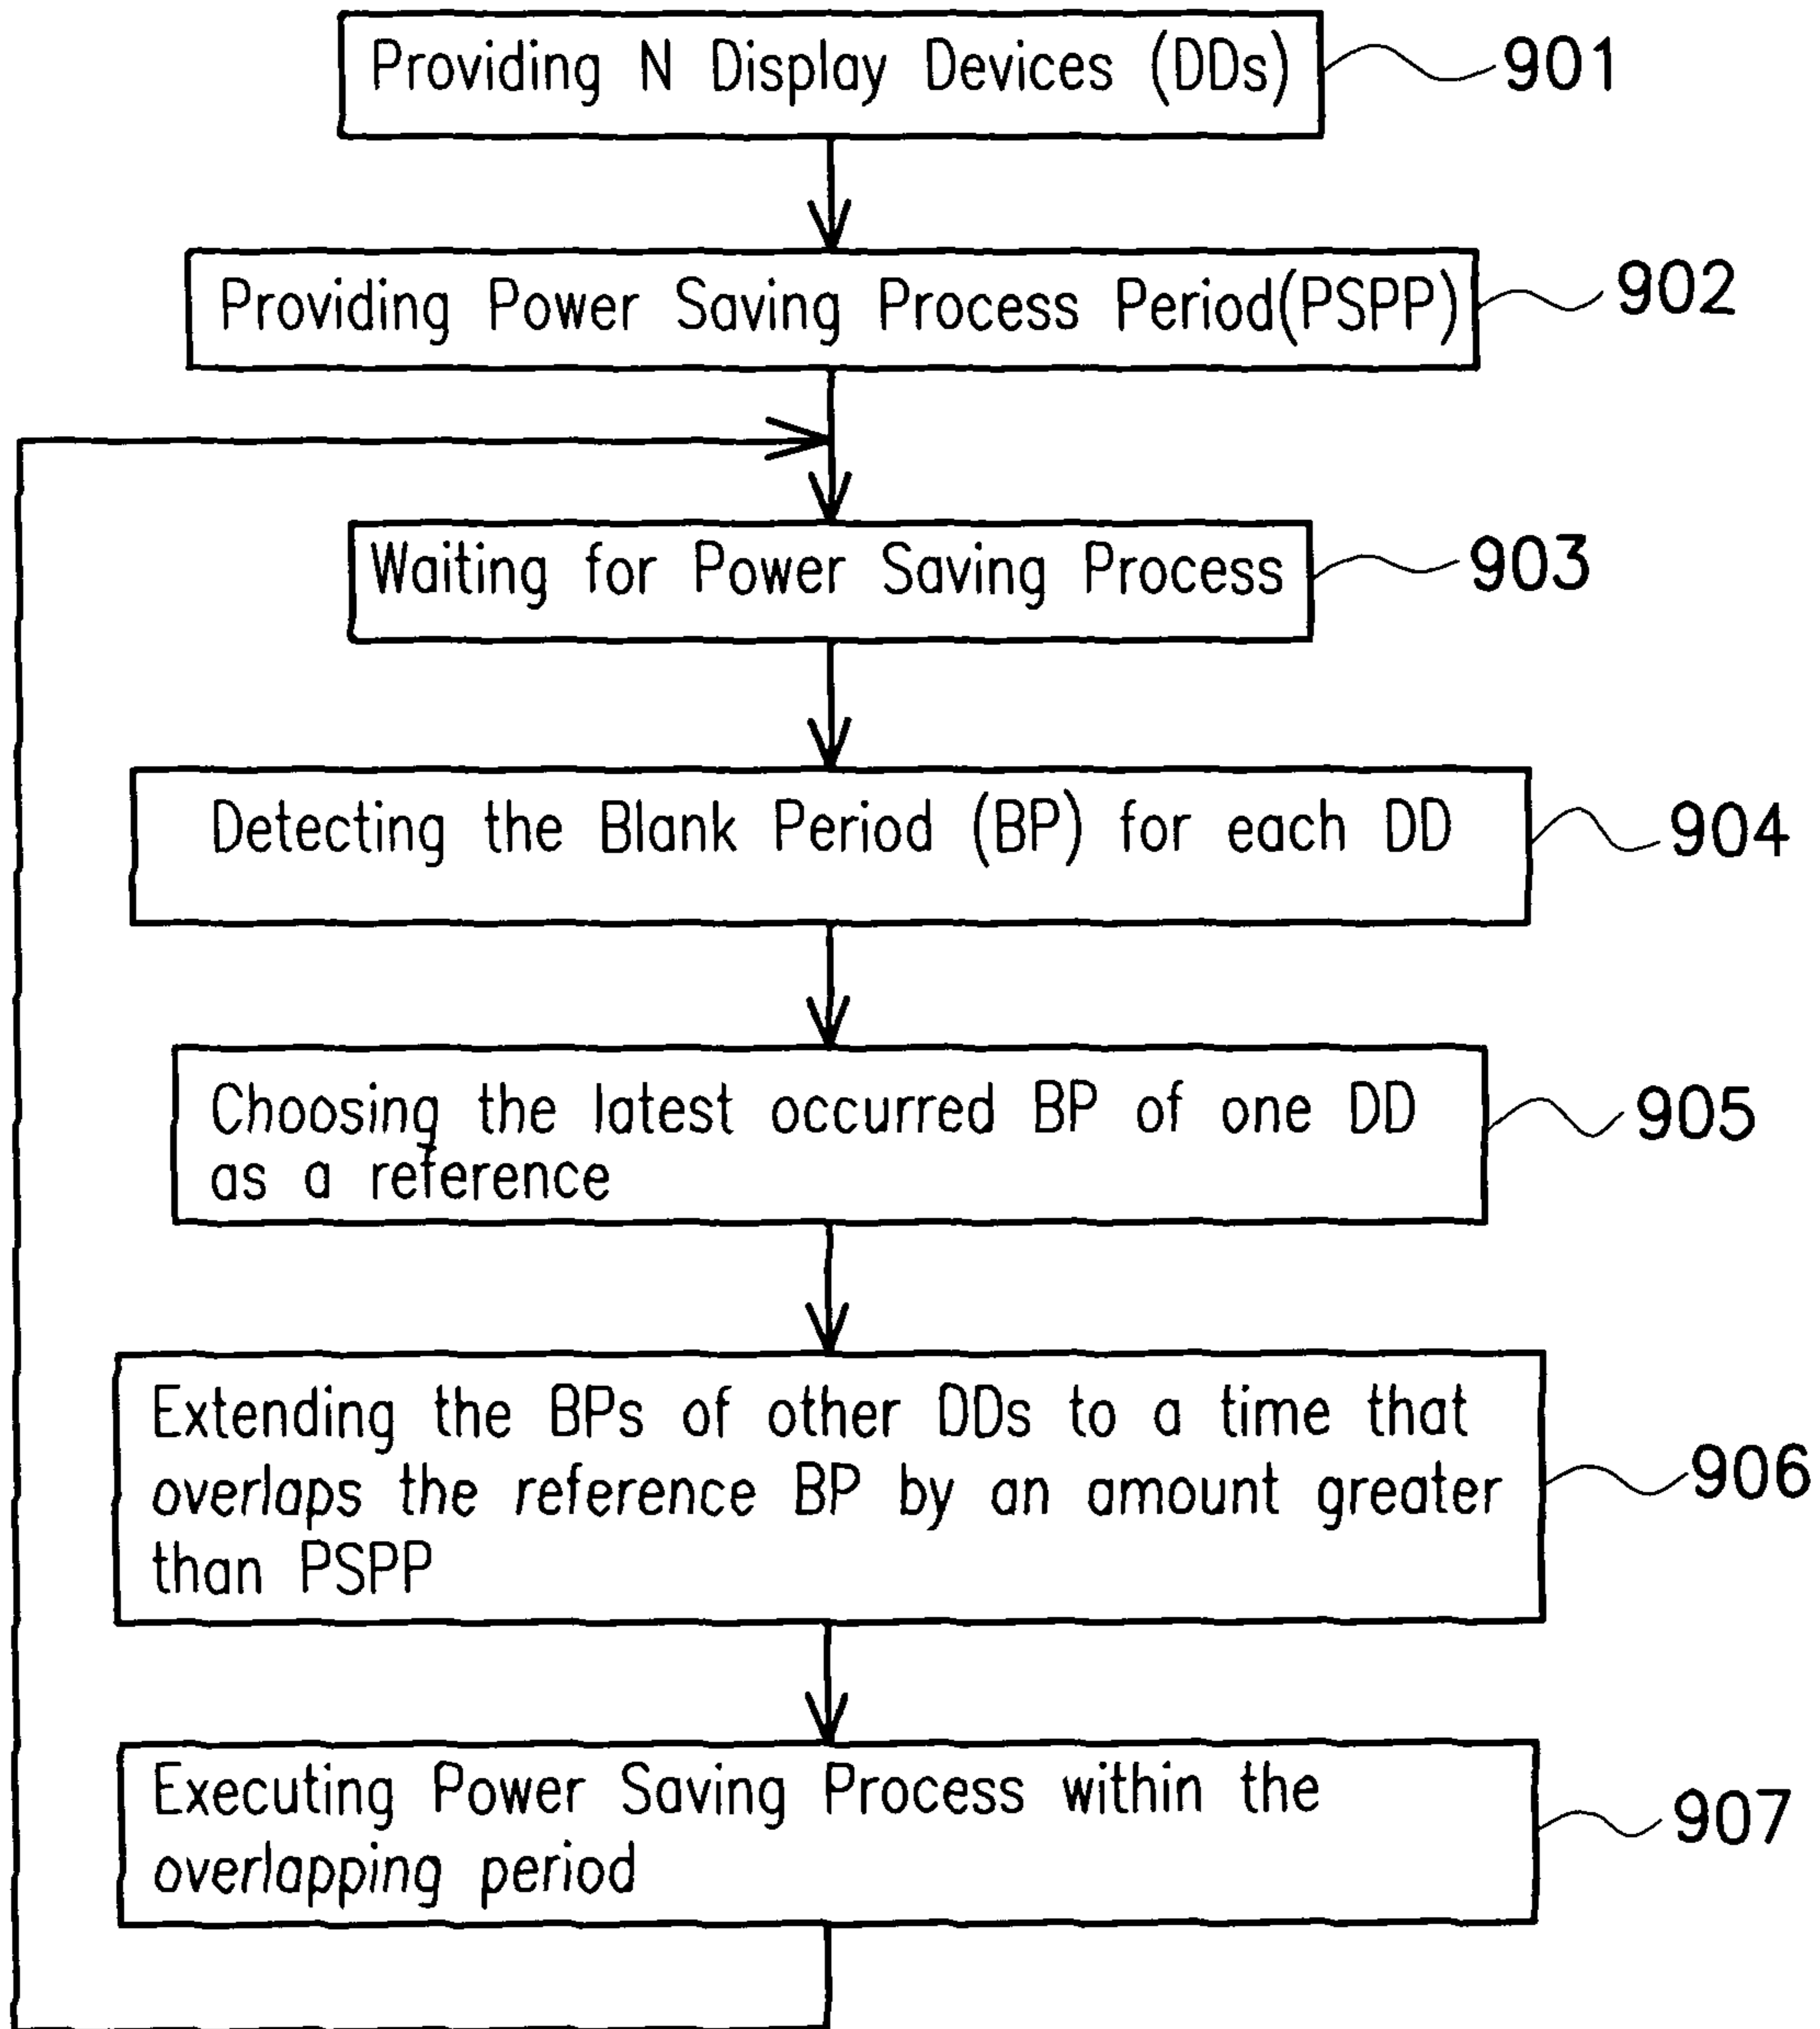 Providing N Display Devices (DDs)
901
Providing Power Saving Process Period(PSPP)
902
Waiting for Power Saving Process
903
Detecting the Blank Period (BP) for each DD
904
Choosing the latest occurred BP of one DD
as a reference
905
Extending the BPs of other DDs to a time that
overlaps the reference BP by an amount greater
than PSPP
906
Executing Power Saving Process within the
overlapping period
907